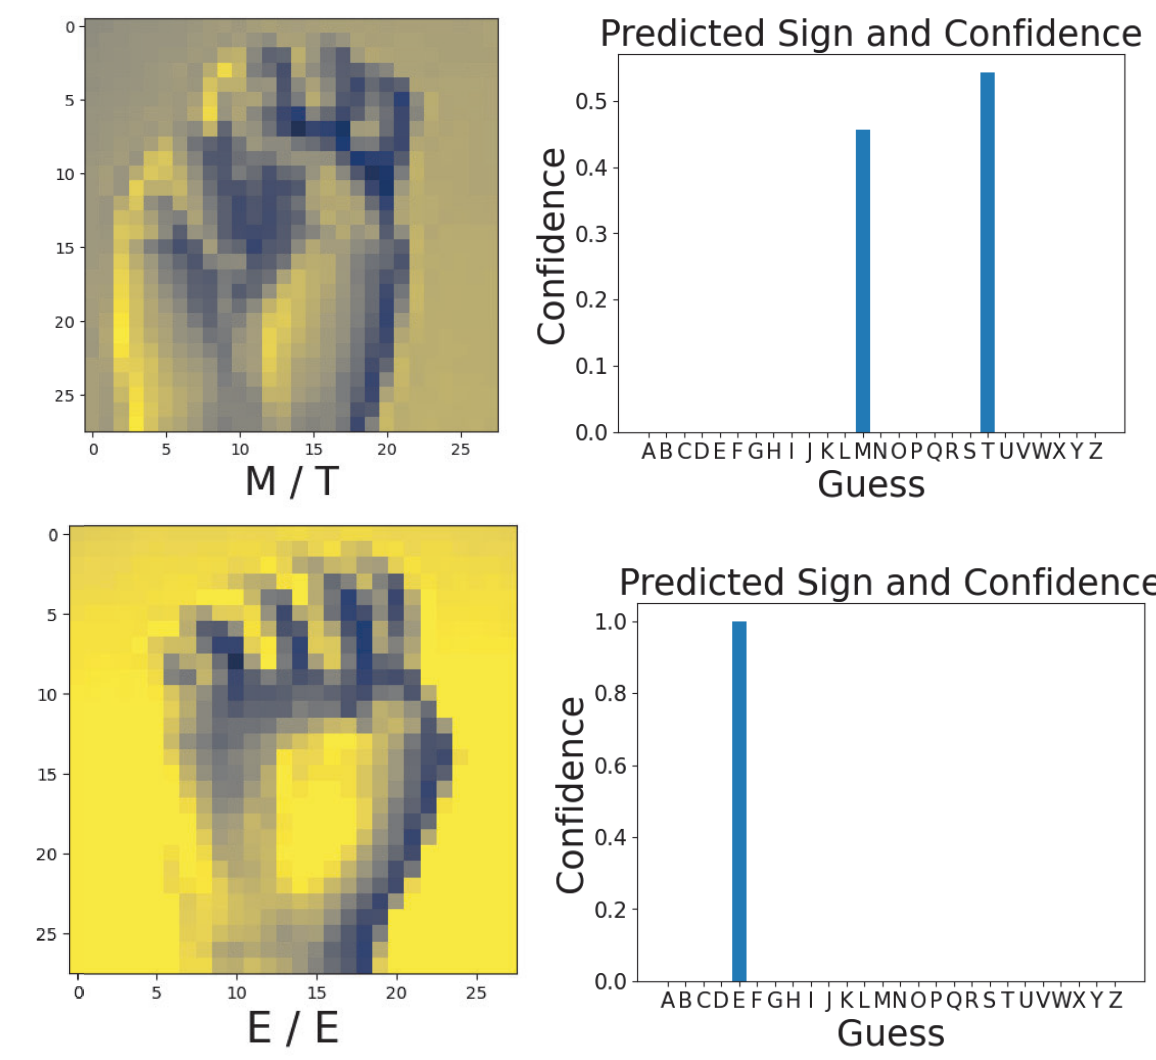 Predicted Sign and Confidence
0
5
10
15
20
25
0 5 10 15 20 25
M / T
0.5
0.4
0.3
0.2
0.1
0.0
Confidence
A B C D E F G H I J K L M N O P Q R S T U V W X Y Z
Guess
0
5
10
15
20
25
0 5 10 15 20 25
E / E
Predicted Sign and Confidence
1.0
0.8
0.6
0.4
0.2
0.0
Confidence
A B C D E F G H I J K L M N O P Q R S T U V W X Y Z
Guess